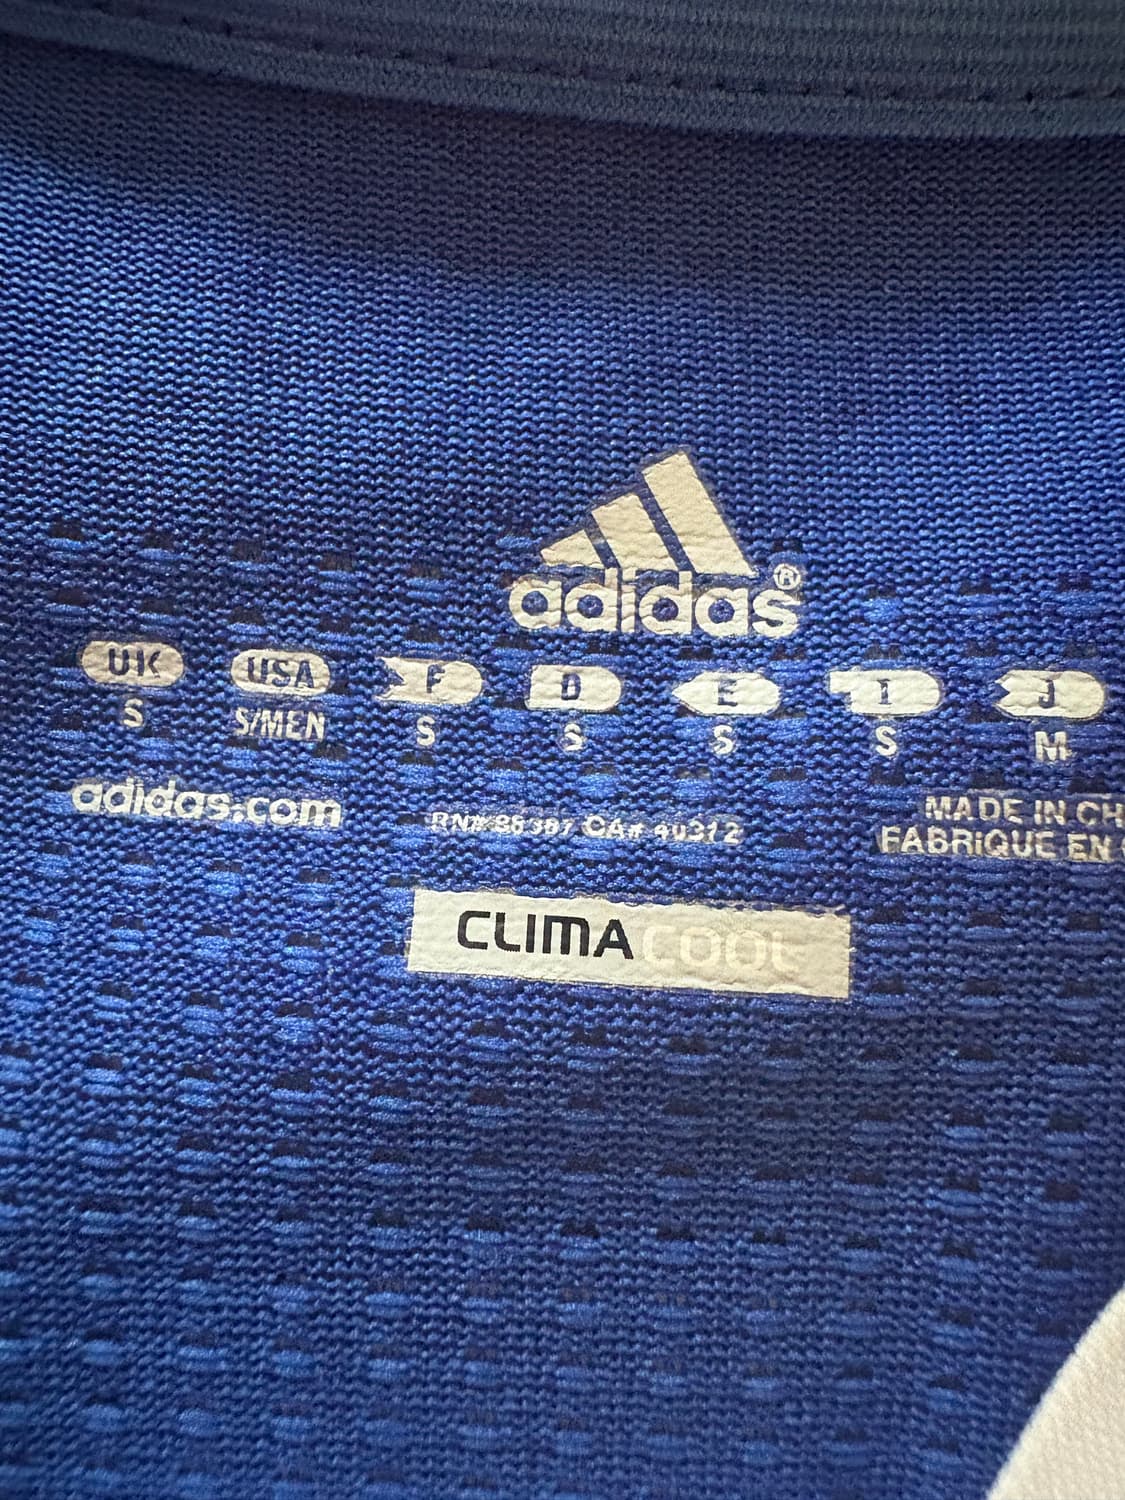 adidas®
UK USA F D E I J
S S/MEN S S S S M
adidas.com
RN# 88387 CA# 40312
MADE IN CH
FABRIQUE EN
CLIMACOOL